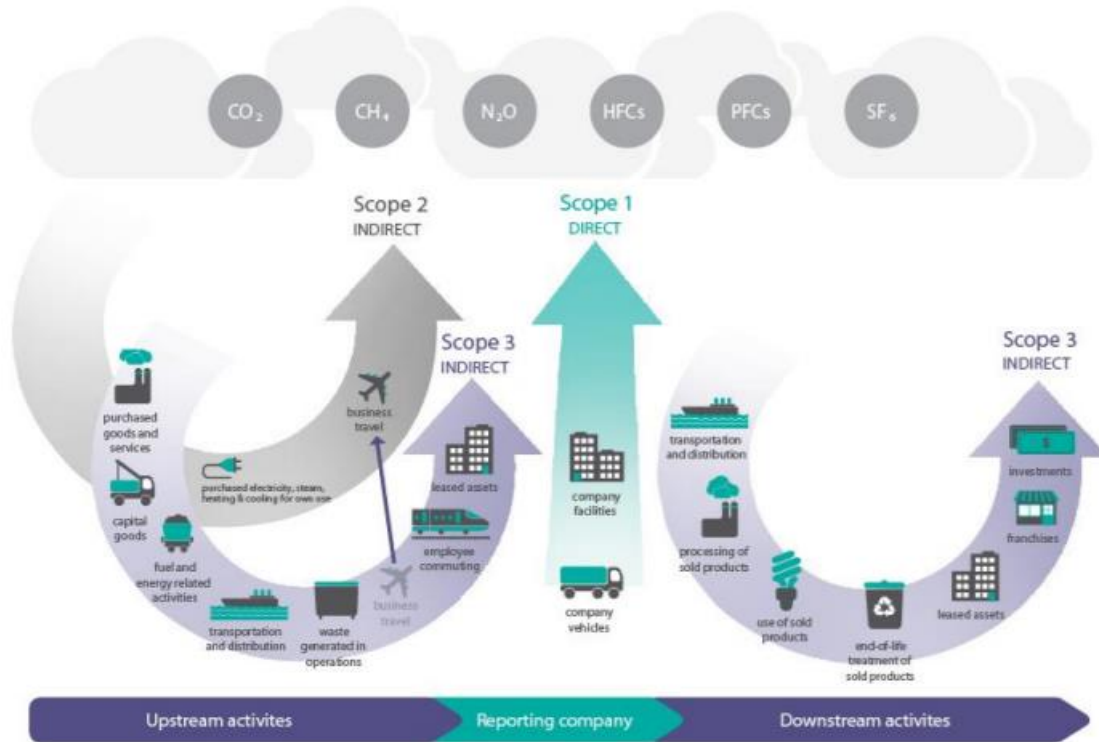 CO₂
CH₄
N₂O
HFCs
PFCs
SF₆
Scope 2
INDIRECT
Scope 1
DIRECT
Scope 3
INDIRECT
Scope 3
INDIRECT
purchased
goods and
services
capital
goods
fuel and
energy related
activities
transportation
and distribution
waste
generated in
operations
business
travel
purchased electricity, steam,
heating & cooling for own use
business
travel
employee
commuting
leased assets
company
facilities
company
vehicles
transportation
and distribution
processing of
sold products
use of sold
products
end-of-life
treatment of
sold products
leased assets
franchises
$
investments
Upstream activites
Reporting company
Downstream activites